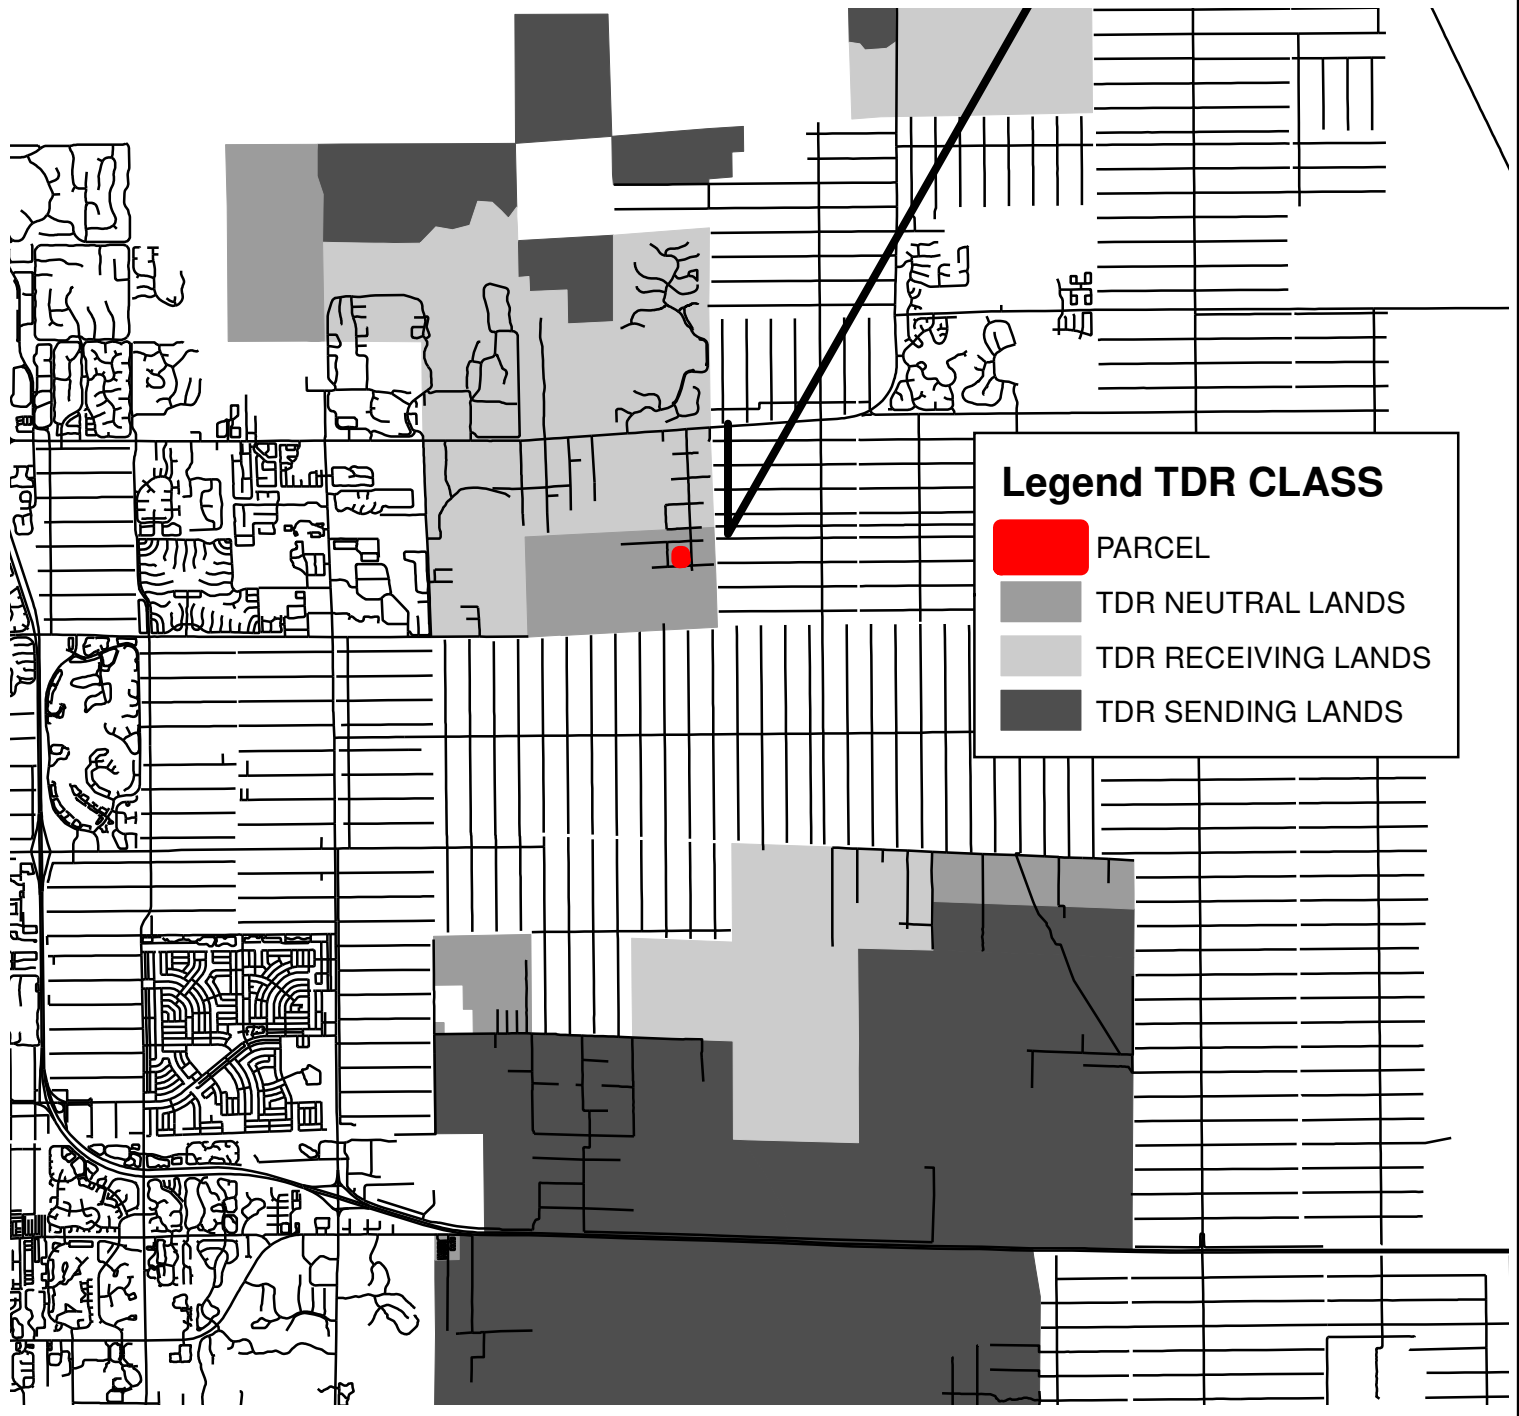 Legend TDR CLASS
PARCEL
TDR NEUTRAL LANDS
TDR RECEIVING LANDS
TDR SENDING LANDS